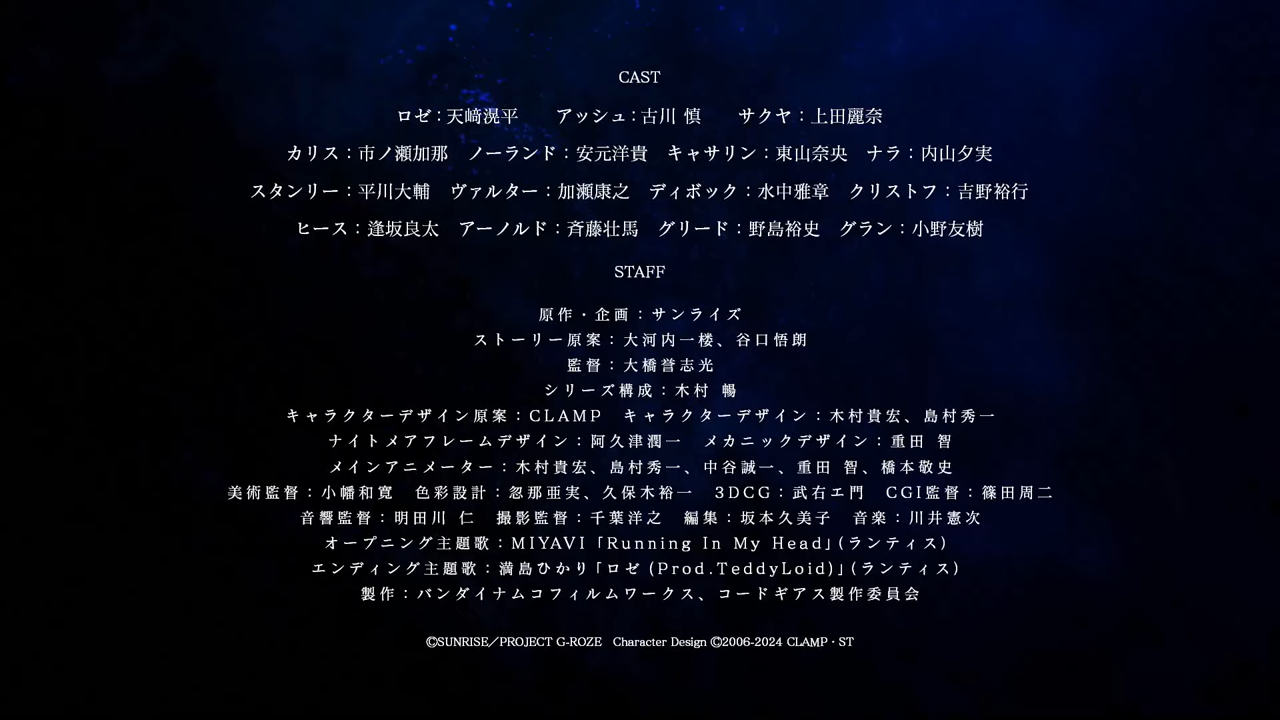 CAST
ロゼ：天﨑滉平　アッシュ：古川 慎　サクヤ：上田麗奈
カリス：市ノ瀬加那　ノーランド：安元洋貴　キャサリン：東山奈央　ナラ：内山夕実
スタンリー：平川大輔　ヴァルター：加瀬康之　ディボック：水中雅章　クリストフ：吉野裕行
ヒース：逢坂良太　アーノルド：斉藤壮馬　グリード：野島裕史　グラン：小野友樹
STAFF
原作・企画：サンライズ
ストーリー原案：大河内一楼、谷口悟朗
監督：大橋誉志光
シリーズ構成：木村 暢
キャラクターデザイン原案：CLAMP　キャラクターデザイン：木村貴宏、島村秀一
ナイトメアフレームデザイン：阿久津潤一　メカニックデザイン：重田 智
メインアニメーター：木村貴宏、島村秀一、中谷誠一、重田 智、橋本敬史
美術監督：小幡和寛　色彩設計：忽那亜実、久保木裕一　3DCG：武右エ門　CGI監督：篠田周二
音響監督：明田川 仁　撮影監督：千葉洋之　編集：坂本久美子　音楽：川井憲次
オープニング主題歌：MIYAVI「Running In My Head」（ランティス）
エンディング主題歌：満島ひかり「ロゼ (Prod.TeddyLoid)」（ランティス）
製作：バンダイナムコフィルムワークス、コードギアス製作委員会
©SUNRISE／PROJECT G-ROZE　Character Design ©2006-2024 CLAMP・ST